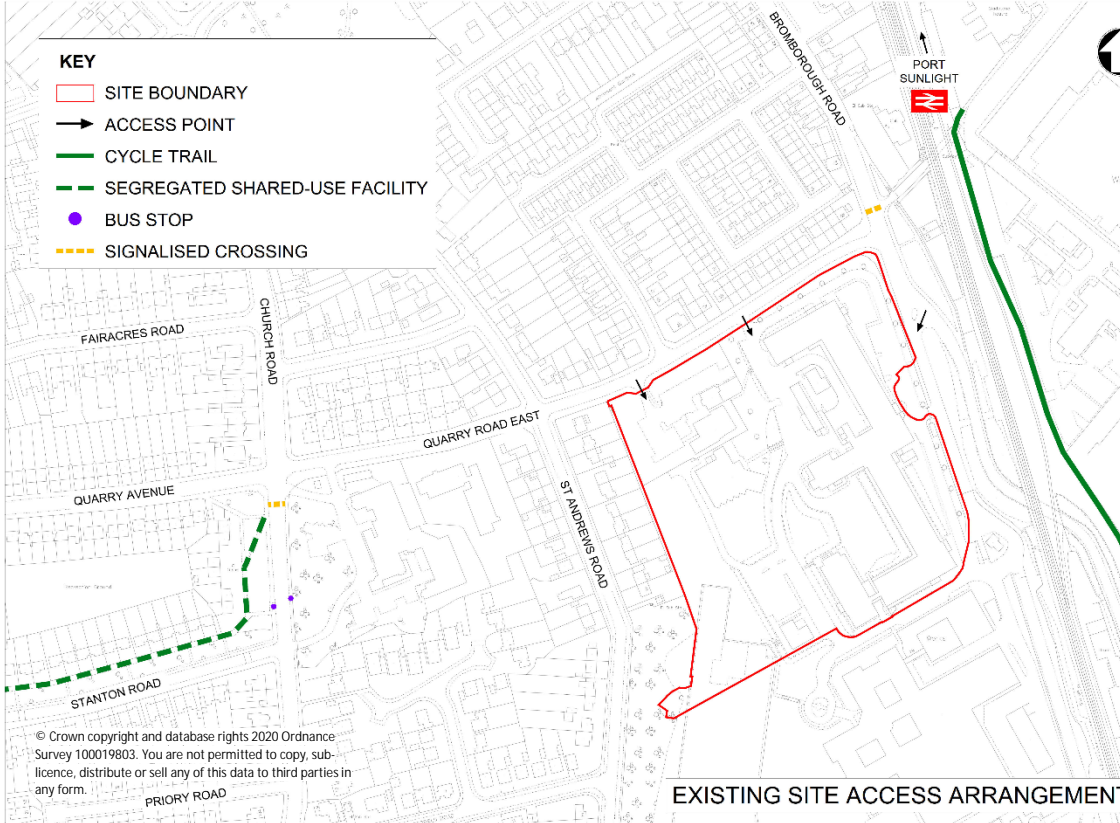 KEY
SITE BOUNDARY
ACCESS POINT
CYCLE TRAIL
SEGREGATED SHARED-USE FACILITY
BUS STOP
SIGNALISED CROSSING
BROMBOROUGH ROAD
PORT
SUNLIGHT
FAIRACRES ROAD
CHURCH ROAD
QUARRY ROAD EAST
QUARRY AVENUE
ST ANDREWS ROAD
STANTON ROAD
© Crown copyright and database rights 2020 Ordnance
Survey 100019803. You are not permitted to copy, sub-
licence, distribute or sell any of this data to third parties in
any form.
PRIORY ROAD
EXISTING SITE ACCESS ARRANGEMENT